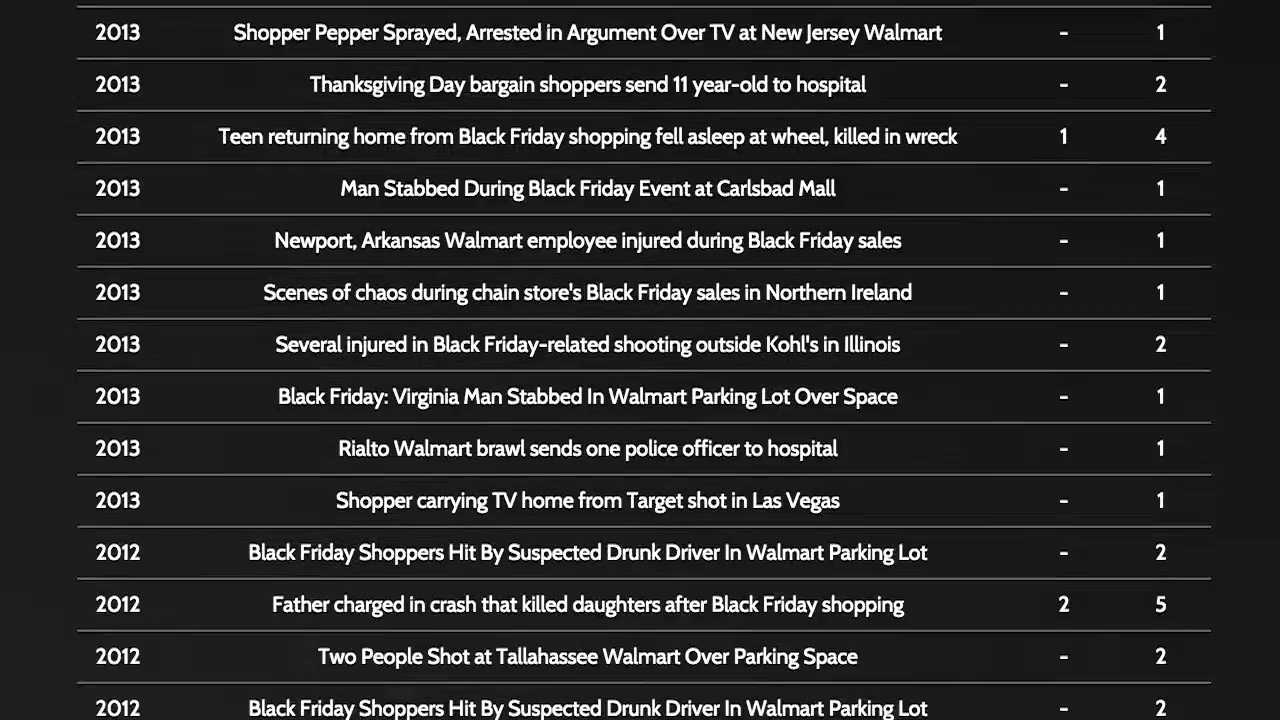 2013 Shopper Pepper Sprayed, Arrested in Argument Over TV at New Jersey Walmart - 1
2013 Thanksgiving Day bargain shoppers send 11 year-old to hospital - 2
2013 Teen returning home from Black Friday shopping fell asleep at wheel, killed in wreck 1 4
2013 Man Stabbed During Black Friday Event at Carlsbad Mall - 1
2013 Newport, Arkansas Walmart employee injured during Black Friday sales - 1
2013 Scenes of chaos during chain store's Black Friday sales in Northern Ireland - 1
2013 Several injured in Black Friday-related shooting outside Kohl's in Illinois - 2
2013 Black Friday: Virginia Man Stabbed In Walmart Parking Lot Over Space - 1
2013 Rialto Walmart brawl sends one police officer to hospital - 1
2013 Shopper carrying TV home from Target shot in Las Vegas - 1
2012 Black Friday Shoppers Hit By Suspected Drunk Driver In Walmart Parking Lot - 2
2012 Father charged in crash that killed daughters after Black Friday shopping 2 5
2012 Two People Shot at Tallahassee Walmart Over Parking Space - 2
2012 Black Friday Shoppers Hit By Suspected Drunk Driver In Walmart Parking Lot - 2